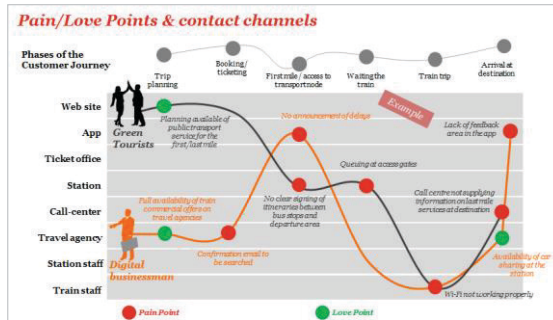 Pain/Love Points & contact channels
Phases of the
Customer Journey
Trip
planning
Booking /
ticketing
First mile / access to
transport node
Waiting
the train
Train trip
Arrival at
destination
Web site
App
Ticket office
Station
Call-center
Travel agency
Station staff
Train staff
Green
Tourists
Planning available of
public transport
service for the
first/last mile
No announcement of delays
Example
Lack of feedback
area in the app
Queuing at access gates
No clear signing of
itineraries between
bus stops and
departure area
Call centre not supplying
information on last mile
services at destination
Full availability of train
commercial offers on
travel agencies
Digital
businessman
Confirmation email to
be searched
Availability of car
sharing at the
station
Wi-Fi not working properly
Pain Point
Love Point